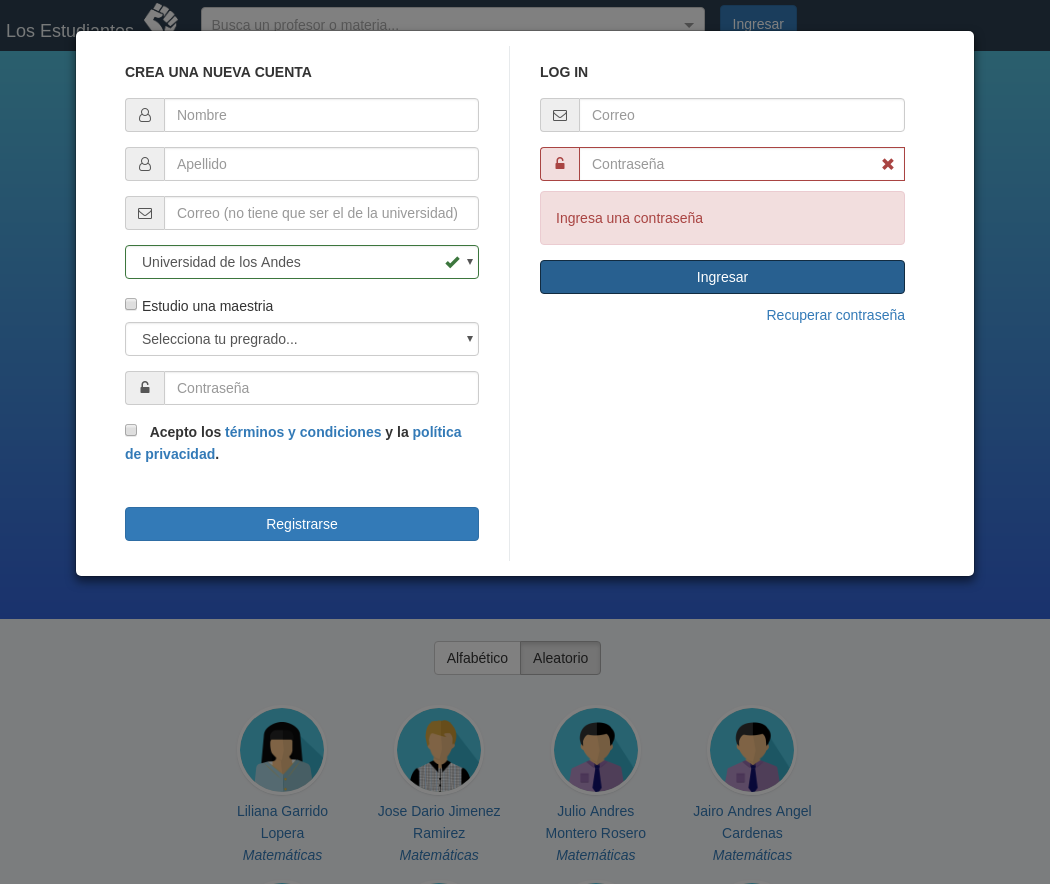 Los Estudiantes
Busca un profesor o materia...
Ingresar
CREA UNA NUEVA CUENTA
Nombre
Apellido
Correo (no tiene que ser el de la universidad)
Universidad de los Andes
Estudio una maestria
Selecciona tu pregrado...
Contraseña
Acepto los términos y condiciones y la política
de privacidad.
Registrarse
LOG IN
Correo
Contraseña
Ingresa una contraseña
Ingresar
Recuperar contraseña
Alfabético
Aleatorio
Liliana Garrido
Lopera
Matemáticas
Jose Dario Jimenez
Ramirez
Matemáticas
Julio Andres
Montero Rosero
Matemáticas
Jairo Andres Angel
Cardenas
Matemáticas